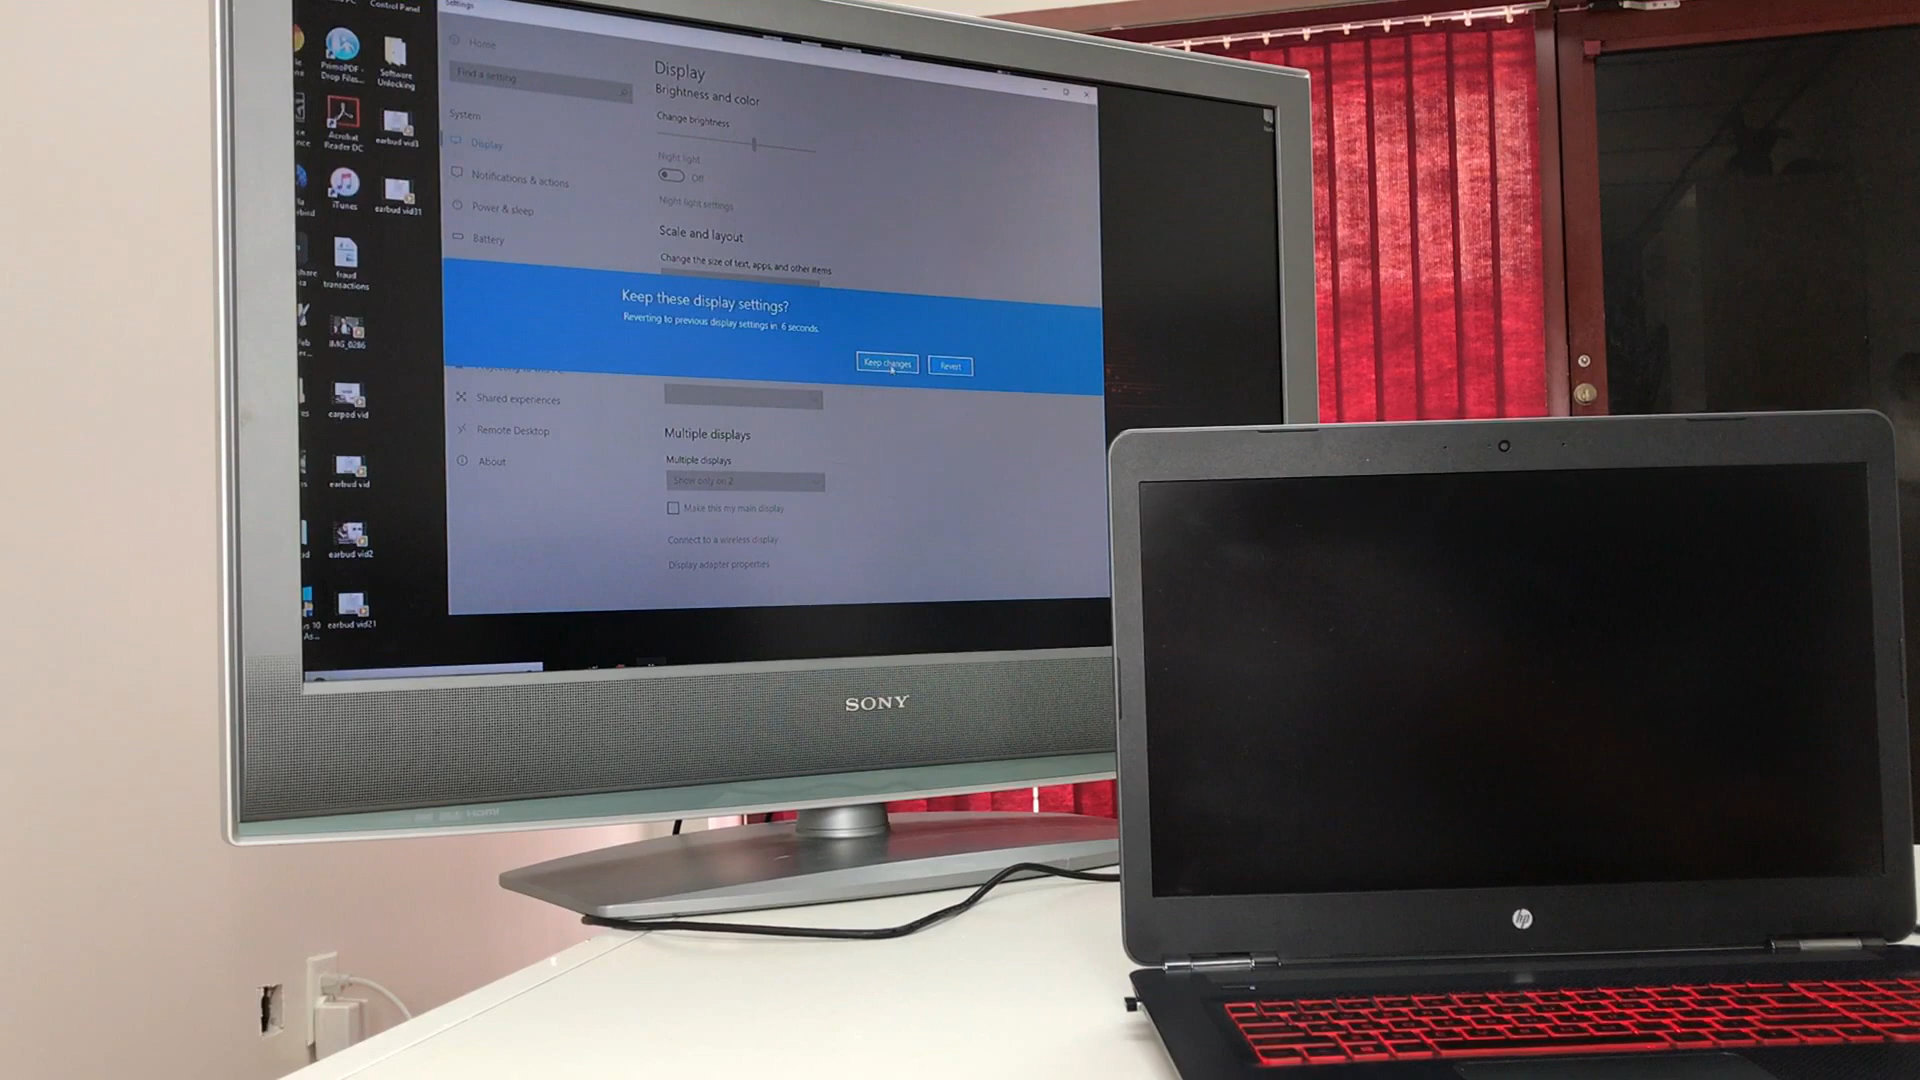 Control Panel
PrimoPDF -
Drop Files...
Software
Unlocking
Acrobat
Reader DC
earbud vid3
iTunes
earbud vid31
fraud
transactions
IMG_0286
earpod vid
earbud vid
earbud vid2
earbud vid21
Settings
Home
Find a setting
System
Display
Notifications & actions
Power & sleep
Battery
Shared experiences
Remote Desktop
About
Display
Brightness and color
Change brightness
Night light
Off
Night light settings
Scale and layout
Change the size of text, apps, and other items
Keep these display settings?
Reverting to previous display settings in 6 seconds.
Keep changes
Revert
Multiple displays
Multiple displays
Show only on 2
Make this my main display
Connect to a wireless display
Display adapter properties
SONY
HDMI
hp